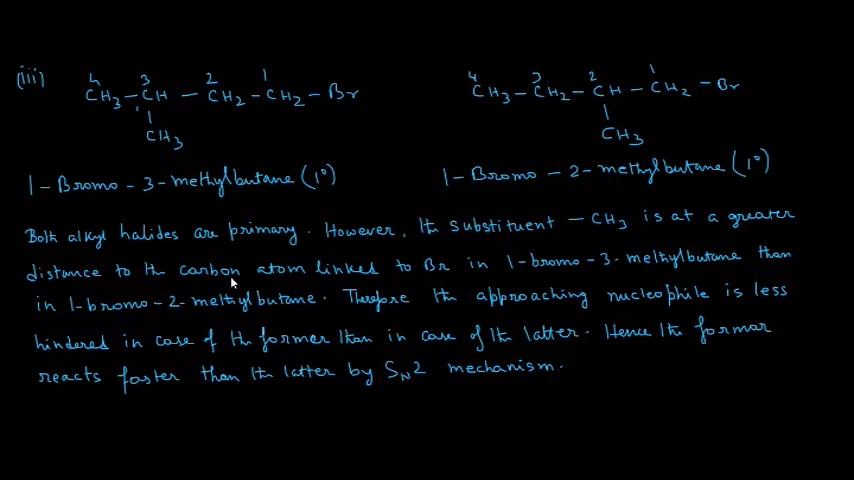 (iii)
4 3 2 1
CH3 – CH – CH2 – CH2 – Br
CH3
4 3 2 1
CH3 – CH2 – CH – CH2 – Br
CH3
1–Bromo–3–methylbutane (1°)
1–Bromo–2–methylbutane (1°)
Both alkyl halides are primary. However, the substituent –CH3 is at a greater
distance to the carbon atom linked to Br in 1–bromo–3–methylbutane than
in 1–bromo–2–methylbutane. Therefore the approaching nucleophile is less
hindered in case of the former than in case of the latter. Hence the former
reacts faster than the latter by SN2 mechanism.